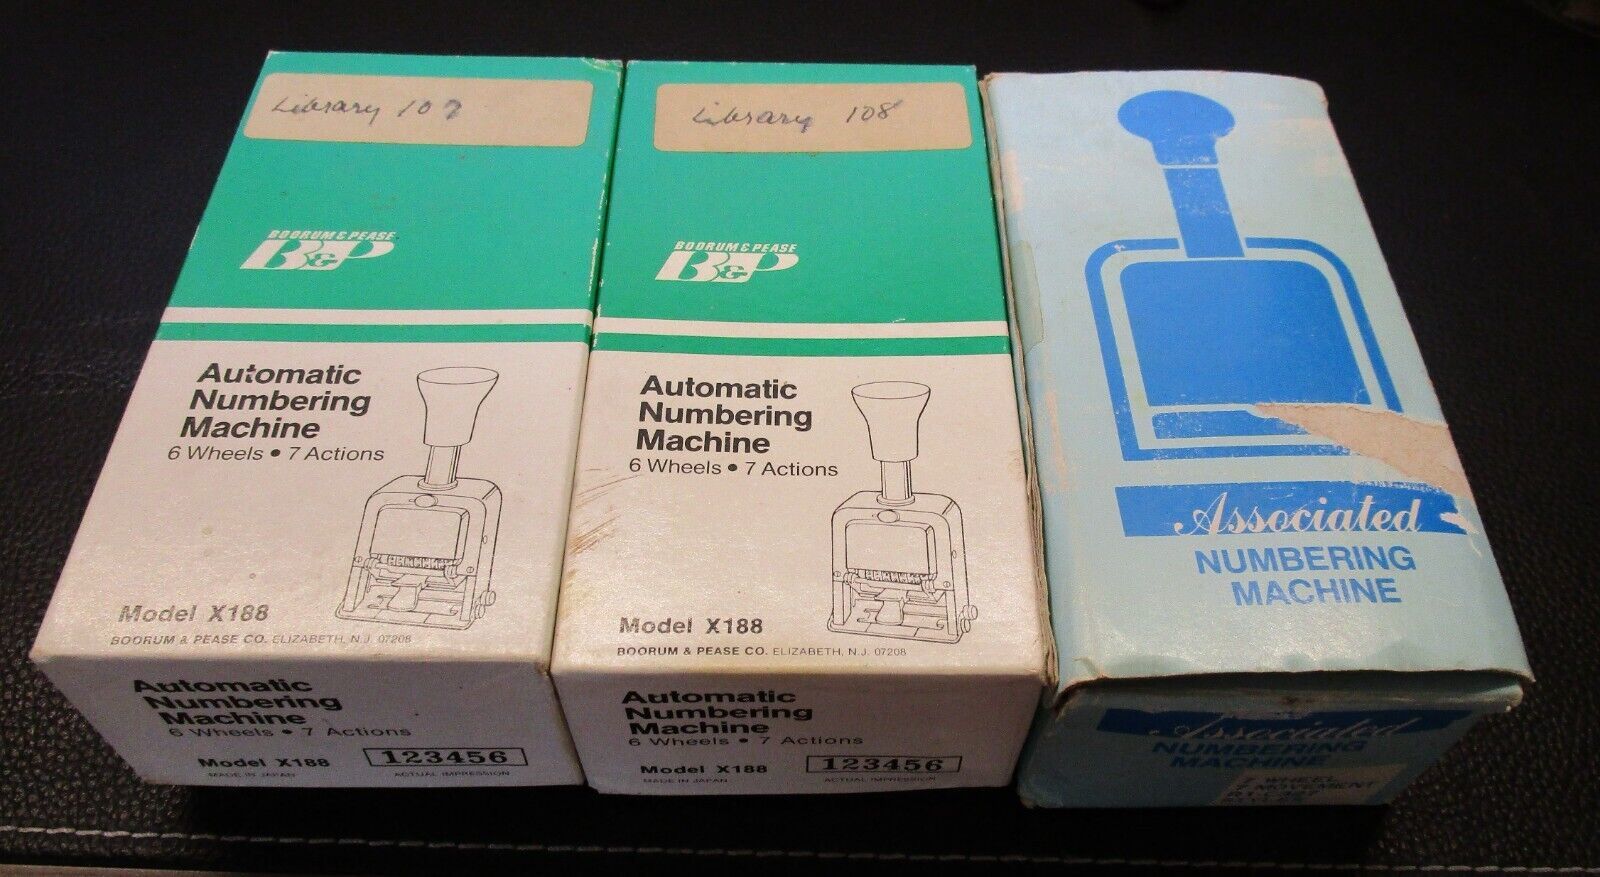 Library 107
BOORUM & PEASE
B&P
Automatic
Numbering
Machine
6 Wheels • 7 Actions
Model X188
BOORUM & PEASE CO. ELIZABETH, N.J. 07208
Automatic
Numbering
Machine
6 Wheels • 7 Actions
Model X188
123456
MADE IN JAPAN
ACTUAL IMPRESSION
Library 108
BOORUM & PEASE
B&P
Automatic
Numbering
Machine
6 Wheels • 7 Actions
Model X188
BOORUM & PEASE CO. ELIZABETH, N.J. 07208
Automatic
Numbering
Machine
6 Wheels • 7 Actions
Model X188
123456
MADE IN JAPAN
ACTUAL IMPRESSION
Associated
NUMBERING
MACHINE
Associated
NUMBERING
MACHINE
WHEEL
7 MOVEMENT